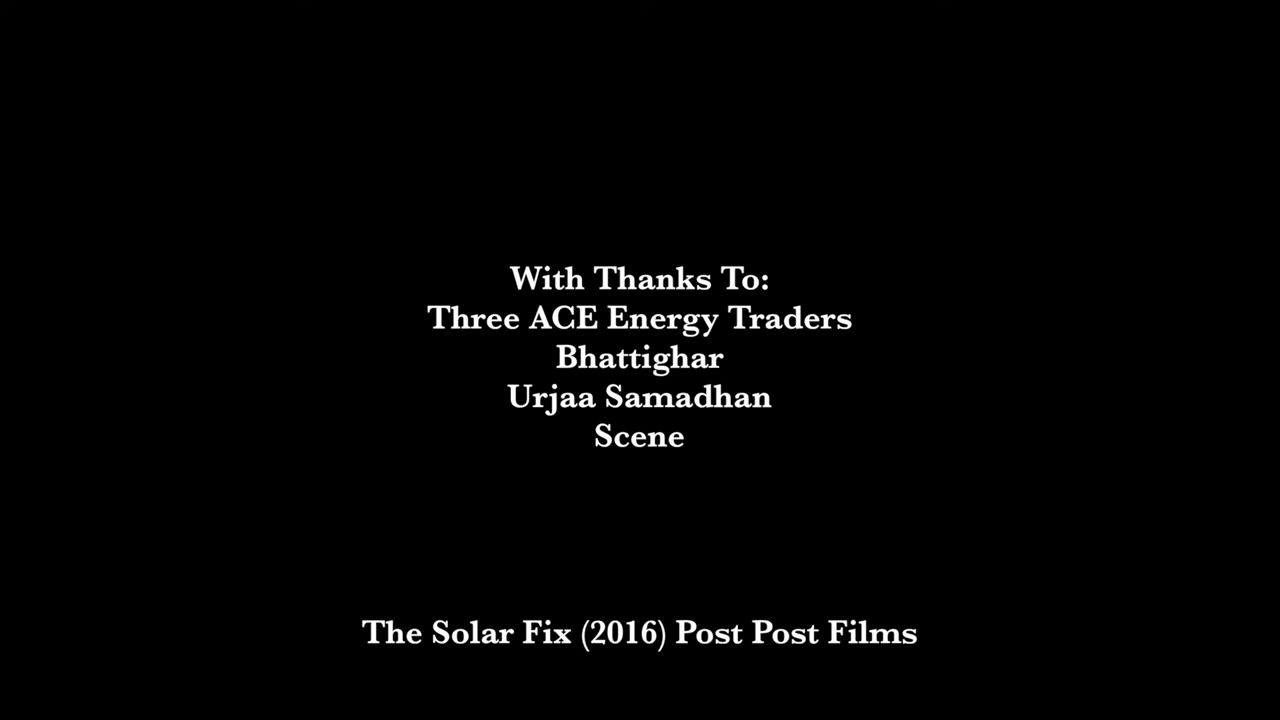 With Thanks To:
Three ACE Energy Traders
Bhattighar
Urjaa Samadhan
Scene
The Solar Fix (2016) Post Post Films